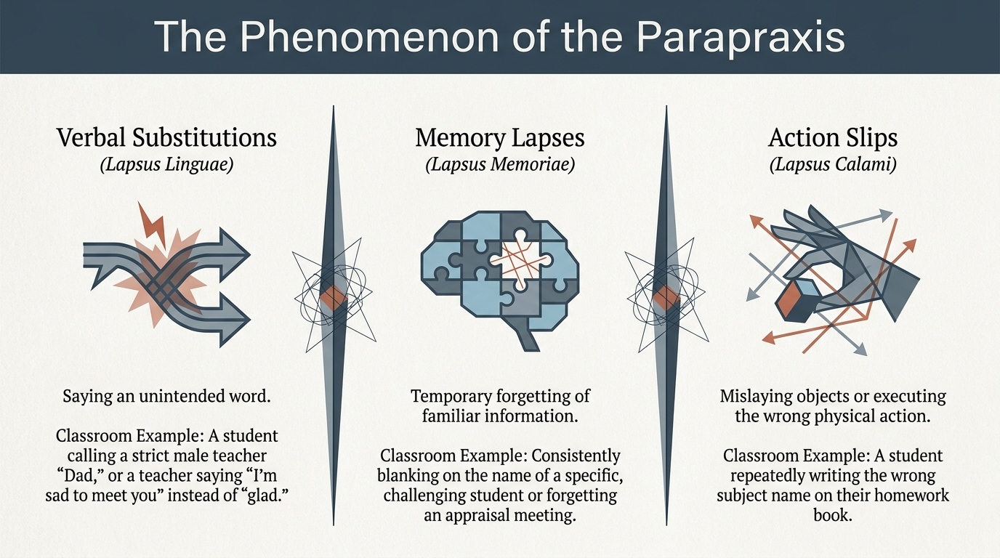 The Phenomenon of the Parapraxis
Verbal Substitutions
(Lapsus Linguae)
Saying an unintended word.
Classroom Example: A student
calling a strict male teacher
“Dad,” or a teacher saying “I’m
sad to meet you” instead of “glad.”
Memory Lapses
(Lapsus Memoriae)
Temporary forgetting of
familiar information.
Classroom Example: Consistently
blanking on the name of a specific,
challenging student or forgetting
an appraisal meeting.
Action Slips
(Lapsus Calami)
Mislaying objects or executing
the wrong physical action.
Classroom Example: A student
repeatedly writing the wrong
subject name on their homework
book.